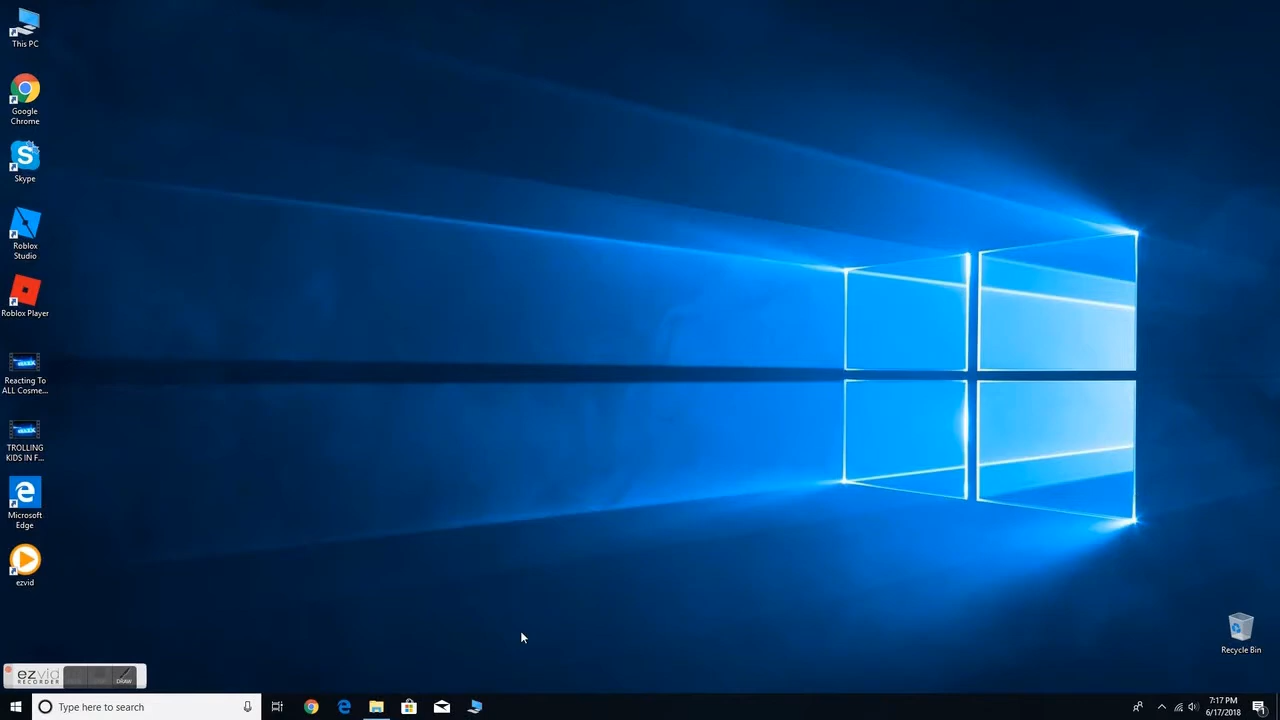 This PC
Google
Chrome
Skype
Roblox
Studio
Roblox Player
Reacting To
ALL Cosme...
TROLLING
KIDS IN F...
Microsoft
Edge
ezvid
Recycle Bin
ezvid
RECORDER
DRAW
Type here to search
7:17 PM
6/17/2018